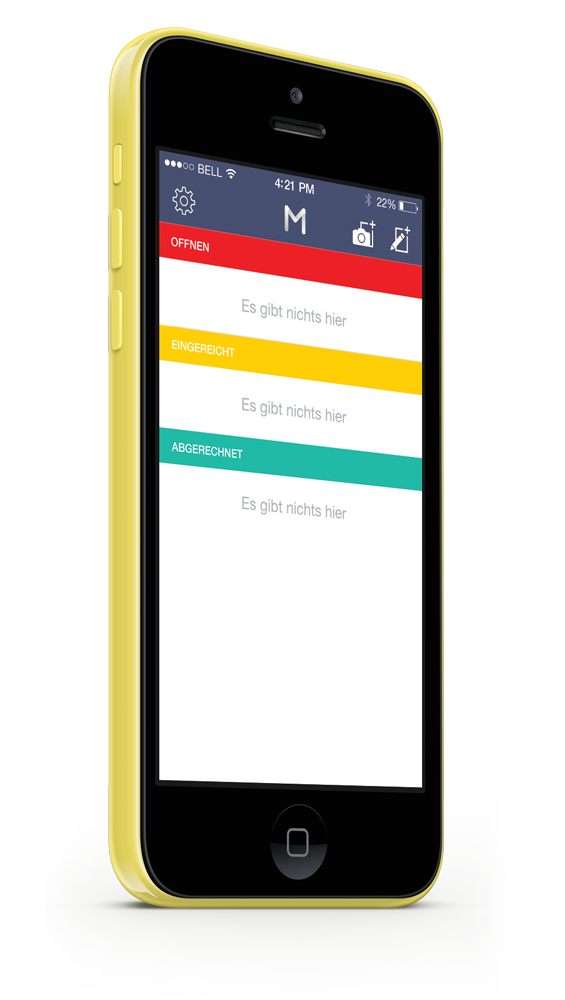 BELL
4:21 PM
22%
M
OFFNEN
Es gibt nichts hier
EINGEREICHT
Es gibt nichts hier
ABGERECHNET
Es gibt nichts hier